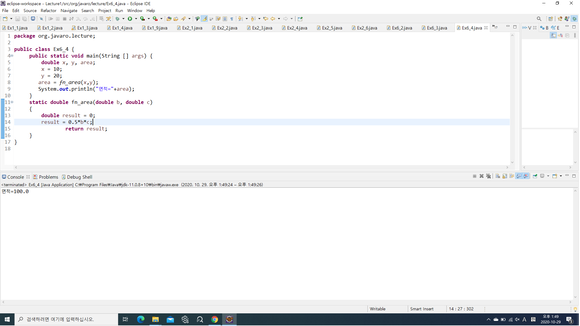 eclipse-workspace - Lecture1/src/org/javaro/lecture/Ex6_4.java - Eclipse IDE
File Edit Source Refactor Navigate Search Project Run Window Help
Ex1_1.java Ex1_2.java Ex1_3.java Ex1_4.java Ex1_9.java Ex2_1.java Ex2_2.java Ex2_3.java Ex2_4.java Ex2_5.java Ex2_6.java Ex6_2.java Ex6_1.java Ex6_3.java Ex6_4.java
1 package org.javaro.lecture;
2
3 public class Ex6_4 {
4 public static void main(String [] args) {
5 double x, y, area;
6 x = 10;
7 y = 20;
8 area = fn_area(x,y);
9 System.out.println("면적="+area);
10 }
11 static double fn_area(double b, double c)
12 {
13 double result = 0;
14 result = 0.5*b*c;
15 return result;
16 }
17 }
18
Console Problems Debug Shell
<terminated> Ex6_4 [Java Application] C:\Program Files\Java\jdk-11.0.8+10\bin\javaw.exe (2020. 10. 29. 오후 1:49:24 – 오후 1:49:26)
면적=100.0
Writable Smart Insert 14 : 27 : 302
검색하려면 여기에 입력하십시오.
오후 1:49
2020-10-29